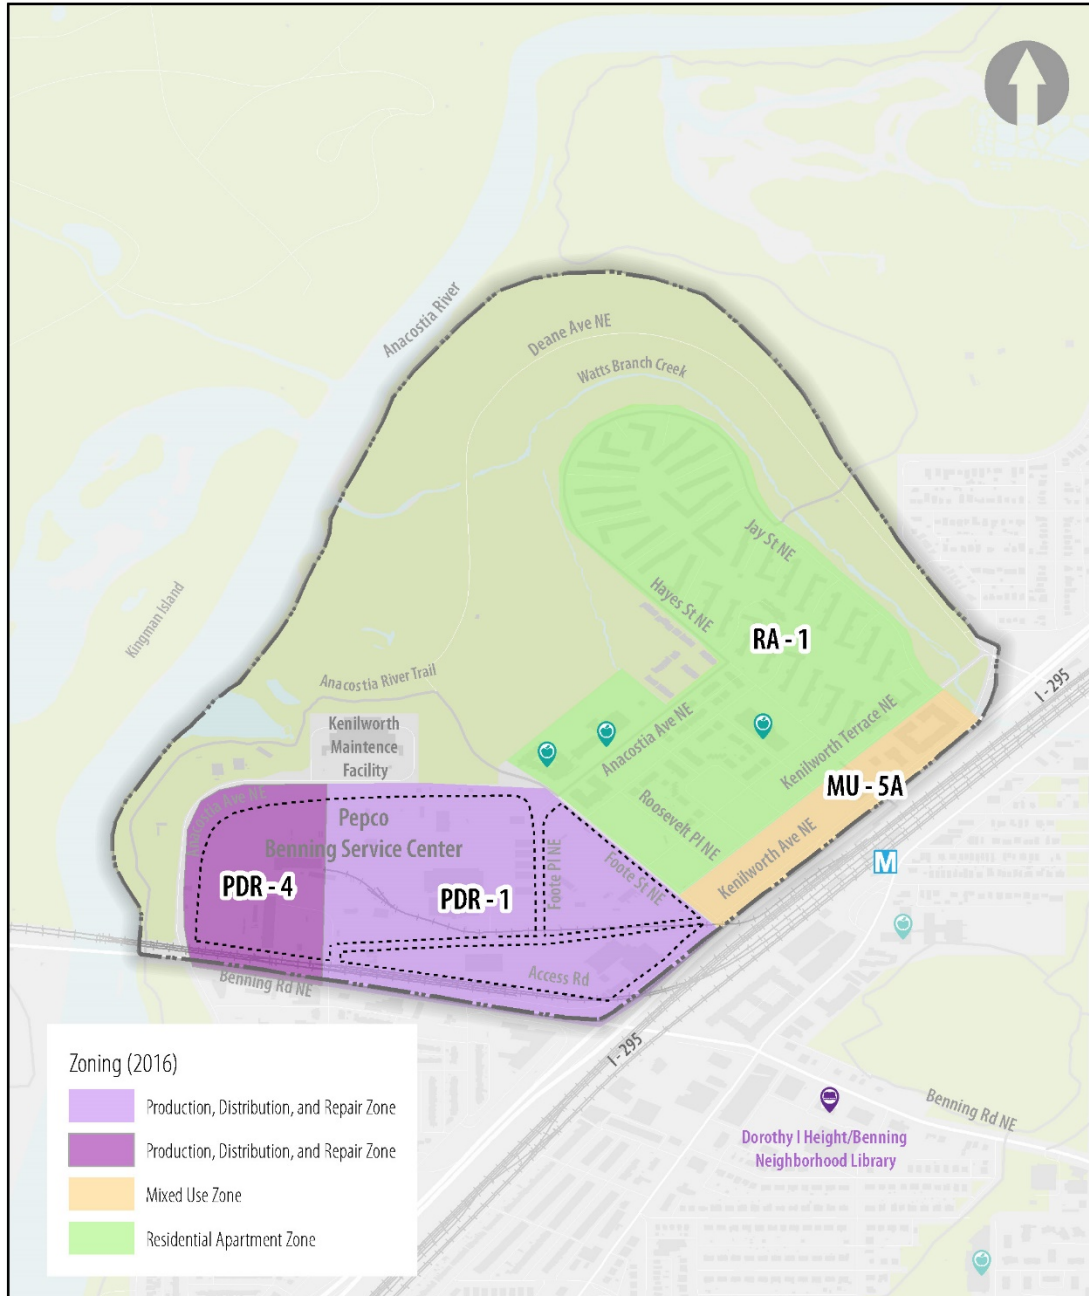 Anacostia River
Deane Ave NE
Watts Branch Creek
Jay St NE
Kingman Island
Hayes St NE
RA - 1
I - 295
Anacostia River Trail
Kenilworth
Maintence
Facility
Anacostia Ave NE
Kenilworth Terrace NE
MU - 5A
Anacostia Ave NE
Pepco
Benning Service Center
Roosevelt Pl NE
Kenilworth Ave NE
M
PDR - 4
PDR - 1
Foote Pl NE
Foote St NE
Benning Rd NE
Access Rd
I - 295
Benning Rd NE
Dorothy I Height/Benning
Neighborhood Library
Zoning (2016)
Production, Distribution, and Repair Zone
Production, Distribution, and Repair Zone
Mixed Use Zone
Residential Apartment Zone